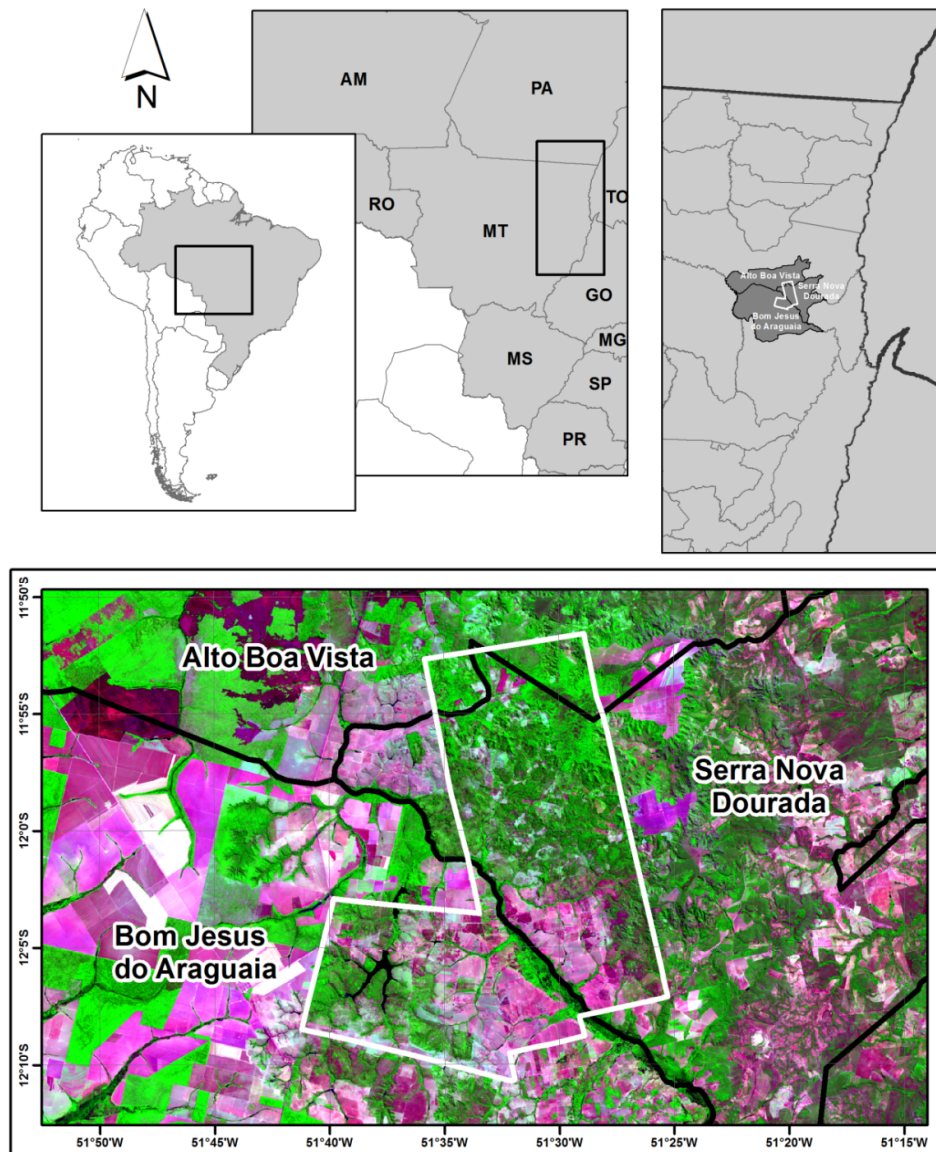 N
AM
PA
RO
MT
TO
GO
MS
MG
SP
PR
Alto Boa Vista
Serra Nova
Dourada
Bom Jesus
do Araguaia
11°50'S
11°55'S
12°0'S
12°5'S
12°10'S
Alto Boa Vista
Serra Nova
Dourada
Bom Jesus
do Araguaia
51°50'W
51°45'W
51°40'W
51°35'W
51°30'W
51°25'W
51°20'W
51°15'W